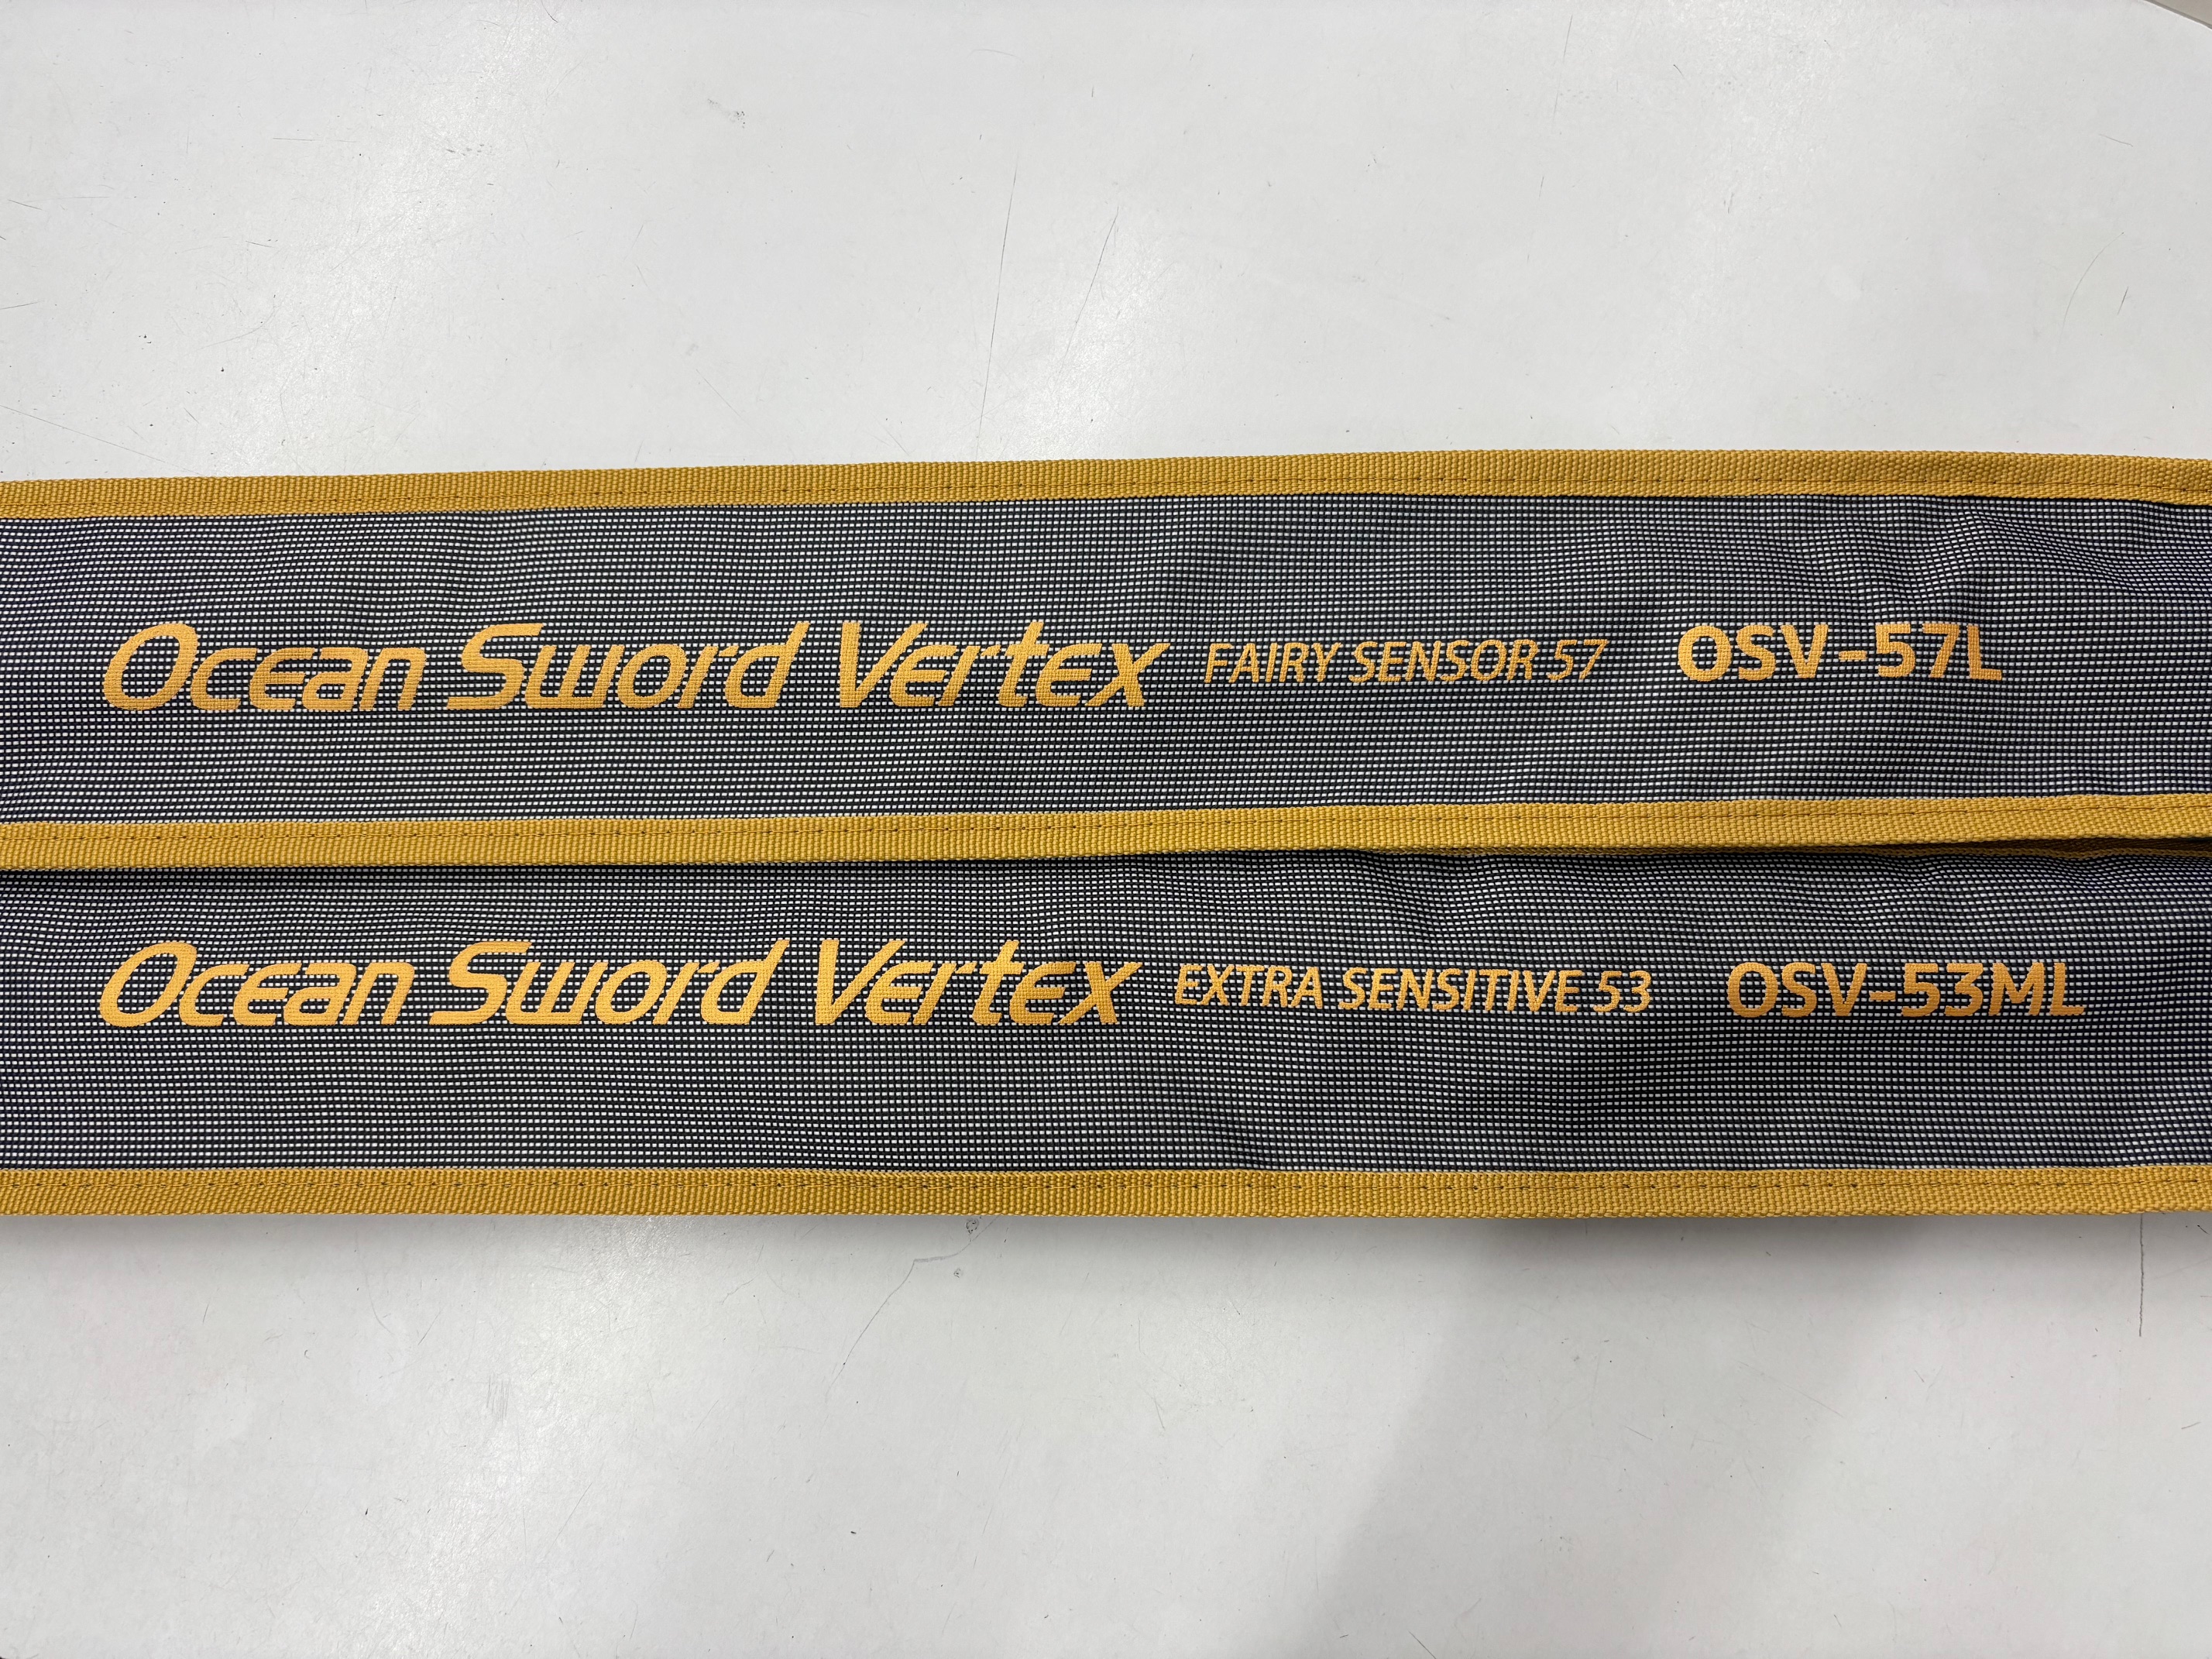 Ocean Sword Vertex FAIRY SENSOR 57 OSV-57L
Ocean Sword Vertex EXTRA SENSITIVE 53 OSV-53ML